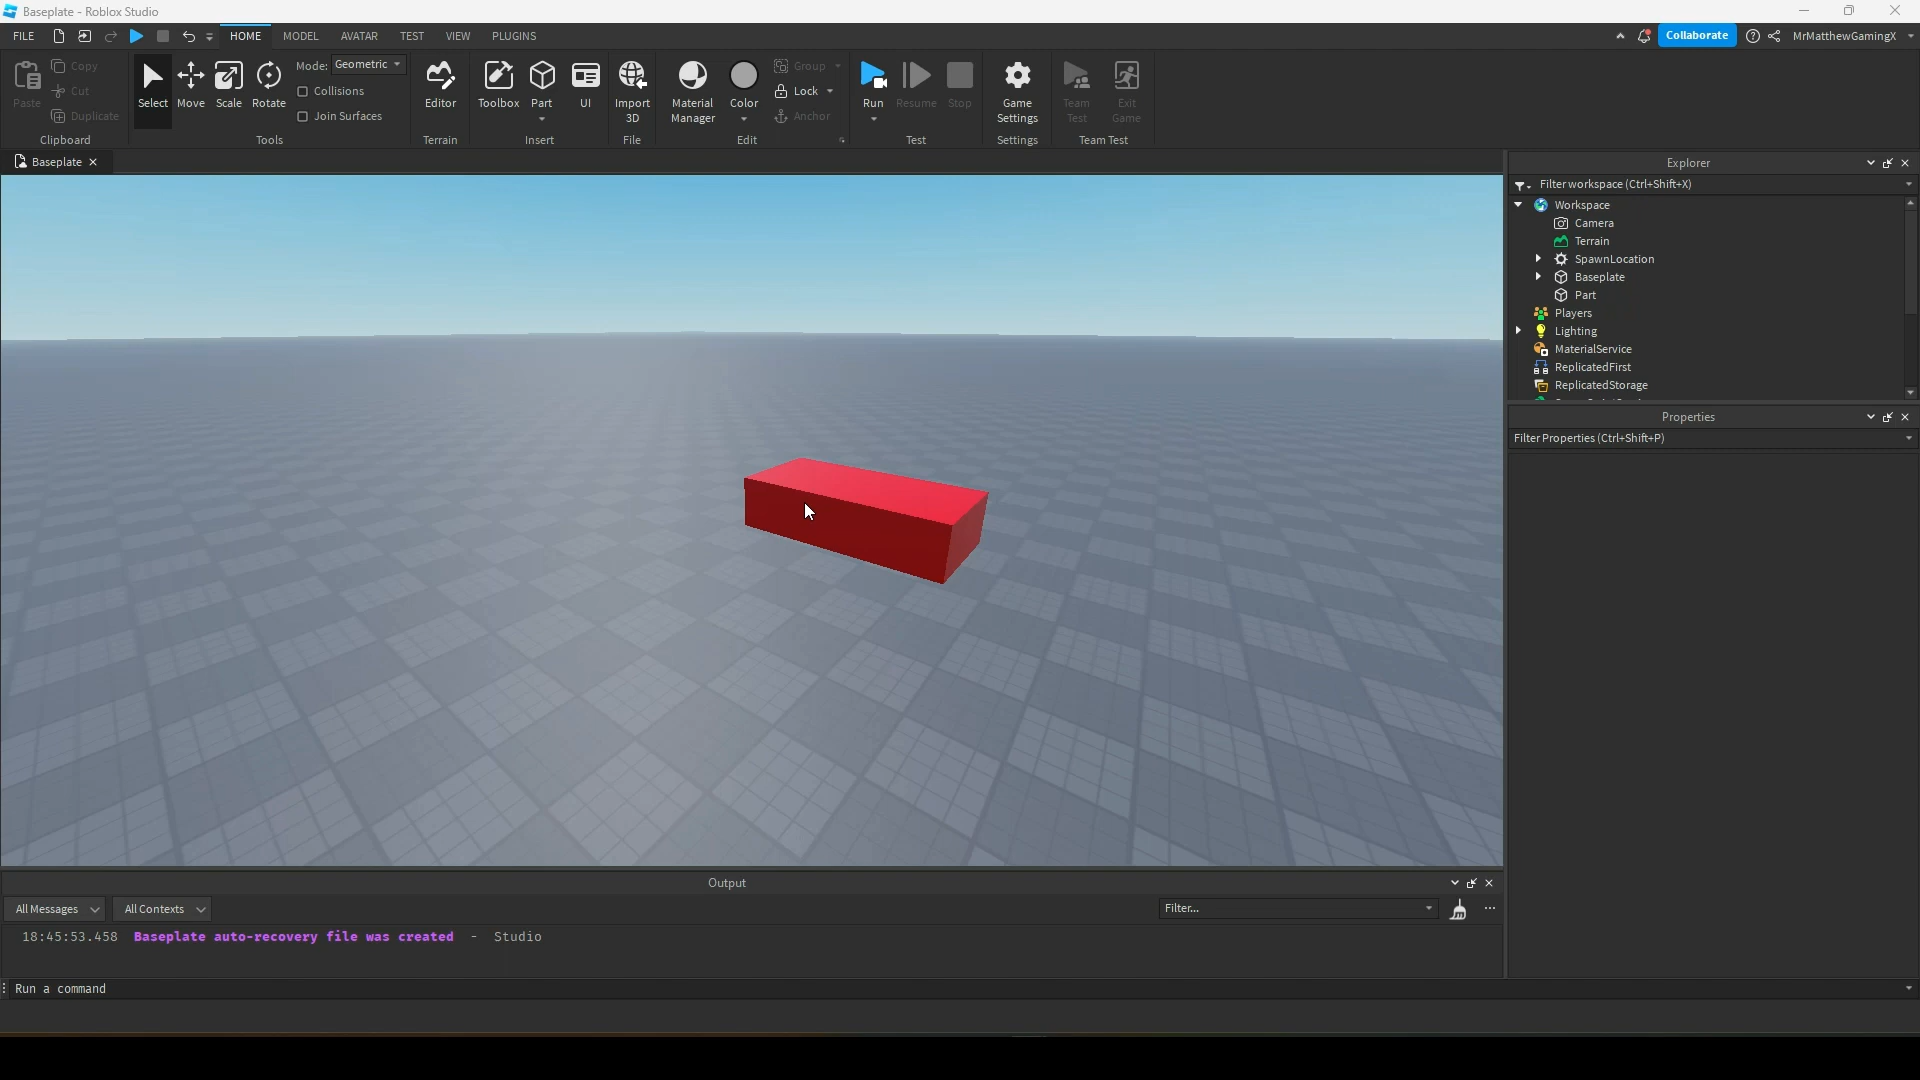 Baseplate - Roblox Studio
FILE HOME MODEL AVATAR TEST VIEW PLUGINS Collaborate MrMatthewGamingX
Paste Copy Cut Duplicate
Clipboard
Select Move Scale Rotate
Mode: Geometric
Collisions
Join Surfaces
Tools
Editor
Terrain
Toolbox Part UI
Insert
Import 3D
File
Material Manager Color Group Lock Anchor
Edit
Run Resume Stop
Test
Game Settings
Settings
Team Test Exit Game
Team Test
Baseplate
Explorer
Filter workspace (Ctrl+Shift+X)
Workspace
Camera
Terrain
SpawnLocation
Baseplate
Part
Players
Lighting
MaterialService
ReplicatedFirst
ReplicatedStorage
Properties
Filter Properties (Ctrl+Shift+P)
Output
All Messages All Contexts Filter...
18:45:53.458 Baseplate auto-recovery file was created - Studio
Run a command